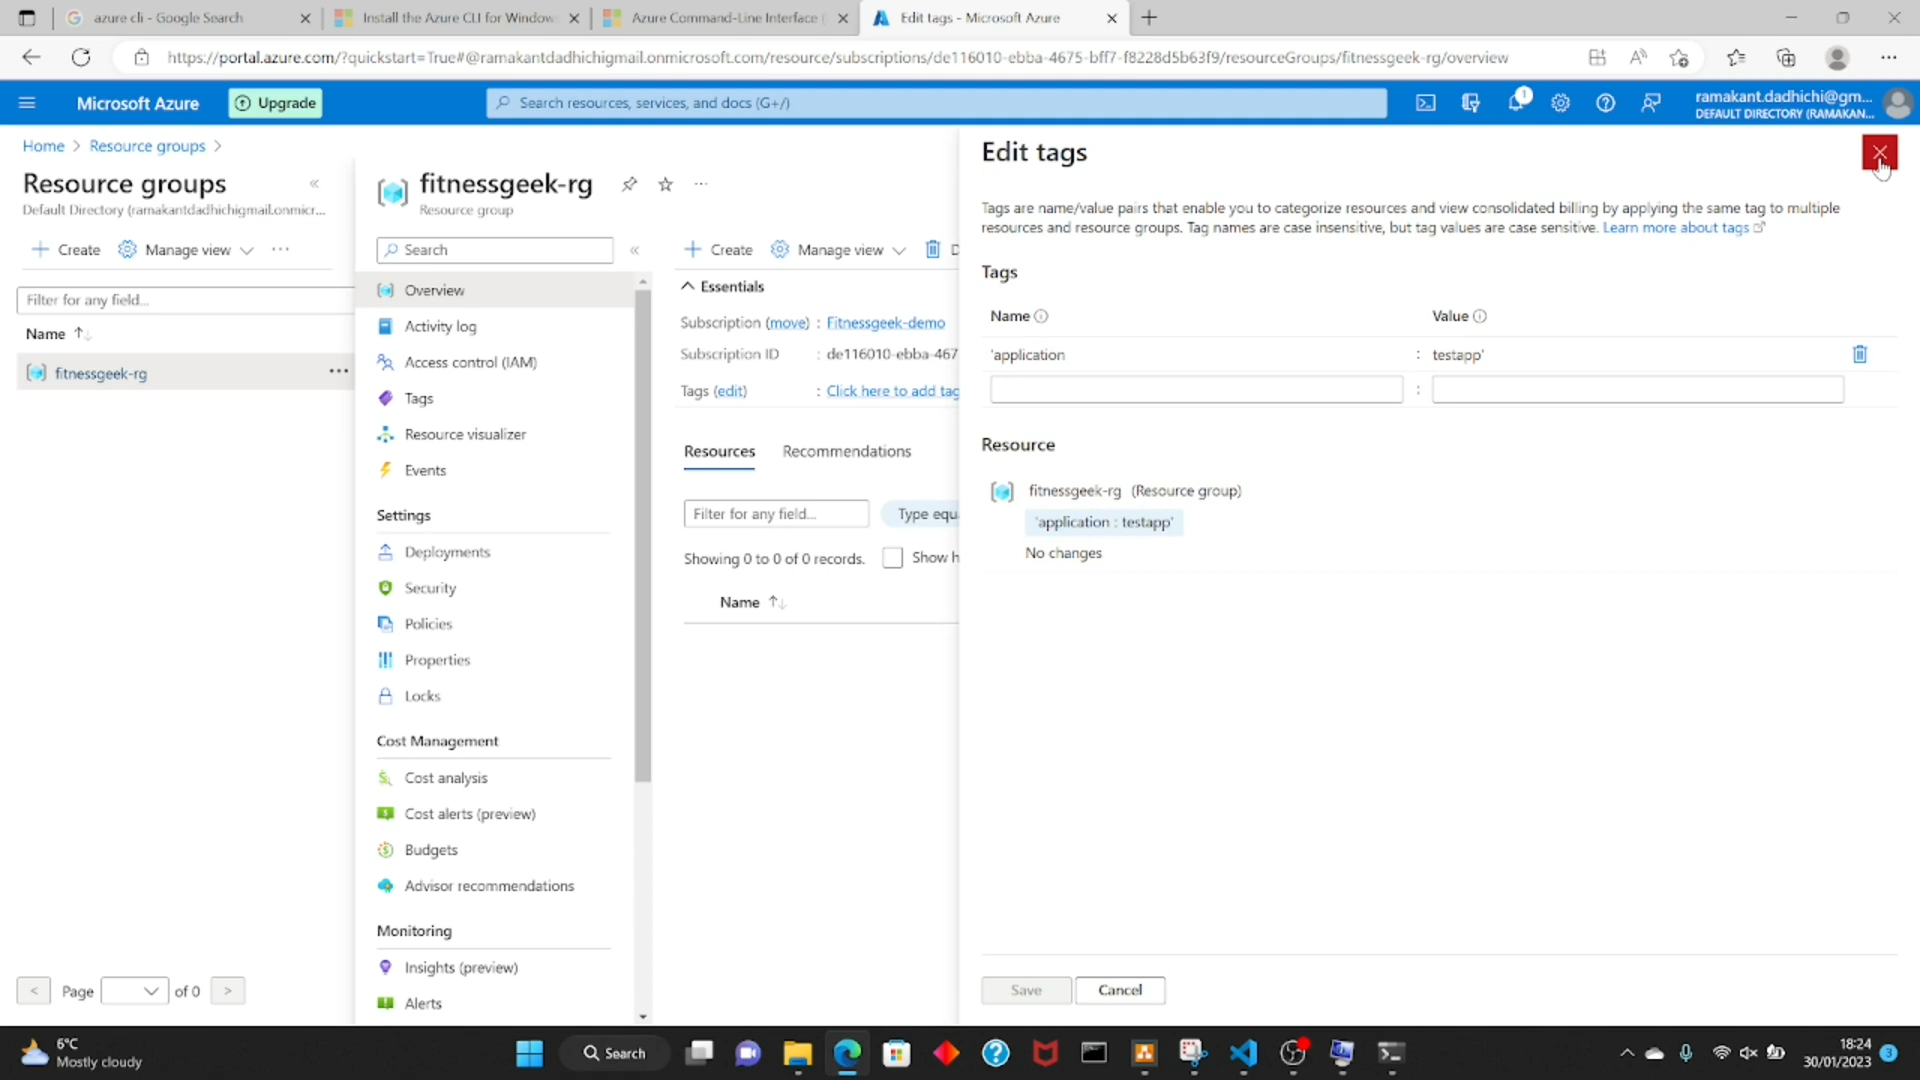 azure cli - Google Search
Install the Azure CLI for Window
Azure Command-Line Interface (
Edit tags - Microsoft Azure
https://portal.azure.com/?quickstart=True#@ramakantdadhichigmail.onmicrosoft.com/resource/subscriptions/de116010-ebba-4675-bff7-f8228d5b63f9/resourceGroups/fitnessgeek-rg/overview
Microsoft Azure
Upgrade
Search resources, services, and docs (G+/)
1
ramakant.dadhichi@gm...
DEFAULT DIRECTORY (RAMAKAN...
Home > Resource groups >
Resource groups
Default Directory (ramakantdadhichigmail.onmicr...
Create
Manage view
Filter for any field...
Name
fitnessgeek-rg
Page
of 0
fitnessgeek-rg
Resource group
Search
Overview
Activity log
Access control (IAM)
Tags
Resource visualizer
Events
Settings
Deployments
Security
Policies
Properties
Locks
Cost Management
Cost analysis
Cost alerts (preview)
Budgets
Advisor recommendations
Monitoring
Insights (preview)
Alerts
Create
Manage view
D
Essentials
Subscription (move) : Fitnessgeek-demo
Subscription ID : de116010-ebba-467
Tags (edit) : Click here to add tag
Resources Recommendations
Filter for any field...
Type equ
Showing 0 to 0 of 0 records.
Show h
Name
Edit tags
Tags are name/value pairs that enable you to categorize resources and view consolidated billing by applying the same tag to multiple
resources and resource groups. Tag names are case insensitive, but tag values are case sensitive. Learn more about tags
Tags
Name Value
'application : testapp'
:
Resource
fitnessgeek-rg (Resource group)
'application : testapp'
No changes
Save
Cancel
6°C
Mostly cloudy
Search
18:24
30/01/2023
3